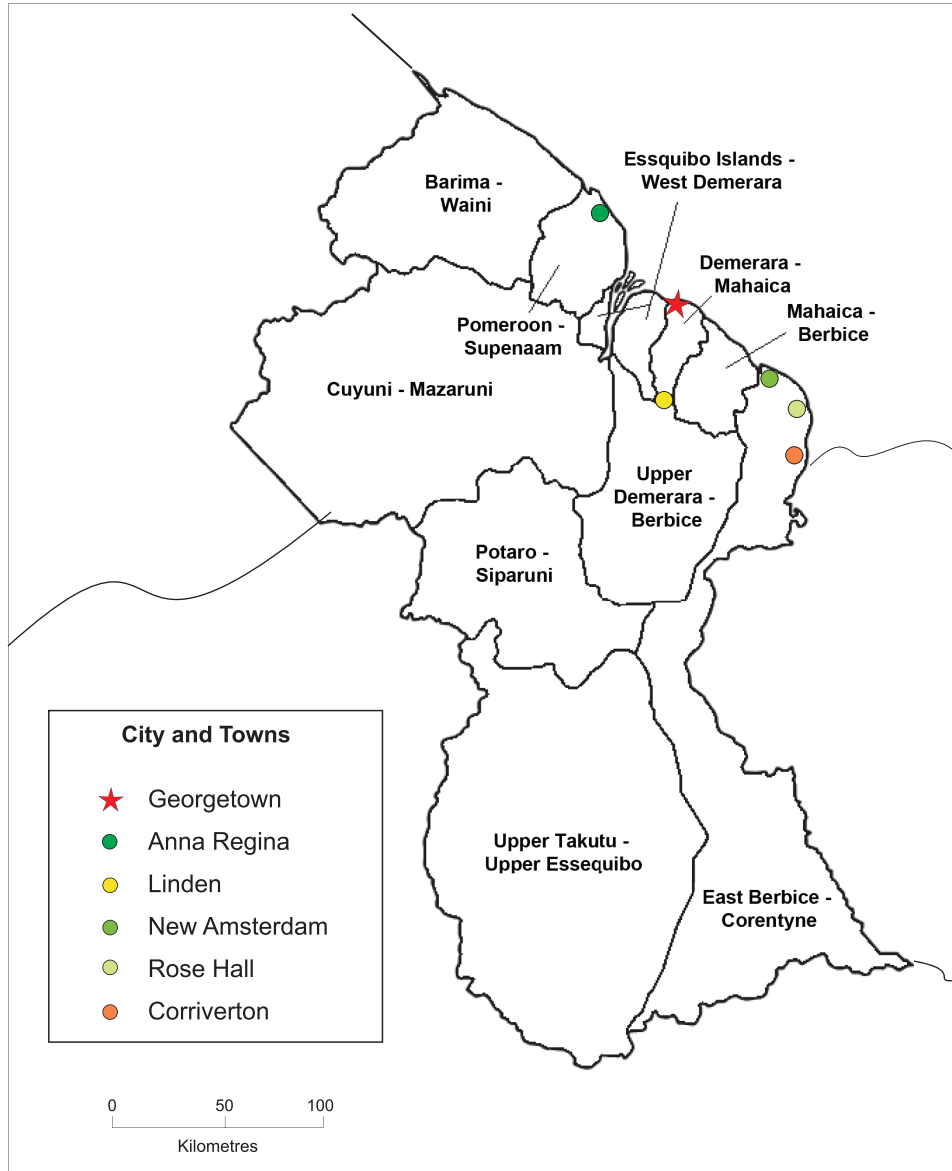 Essquibo Islands -
West Demerara
Barima -
Waini
Demerara -
Mahaica
Mahaica -
Berbice
Pomeroon -
Supenaam
Cuyuni - Mazaruni
Upper
Demerara -
Berbice
Potaro -
Siparuni
Upper Takutu -
Upper Essequibo
East Berbice -
Corentyne
City and Towns
Georgetown
Anna Regina
Linden
New Amsterdam
Rose Hall
Corriverton
0 50 100
Kilometres